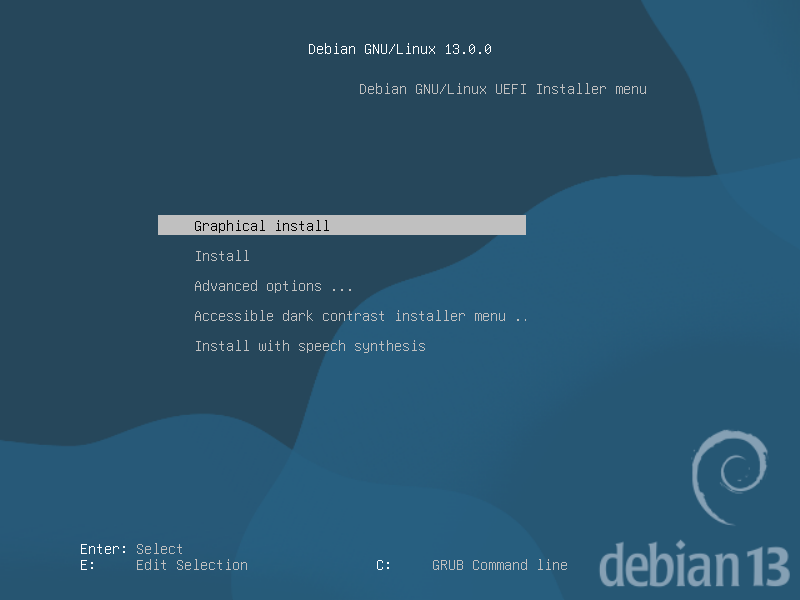 Debian GNU/Linux 13.0.0
Debian GNU/Linux UEFI Installer menu
Graphical install
Install
Advanced options ...
Accessible dark contrast installer menu ..
Install with speech synthesis
Enter: Select
E: Edit Selection C: GRUB Command line
debian 13